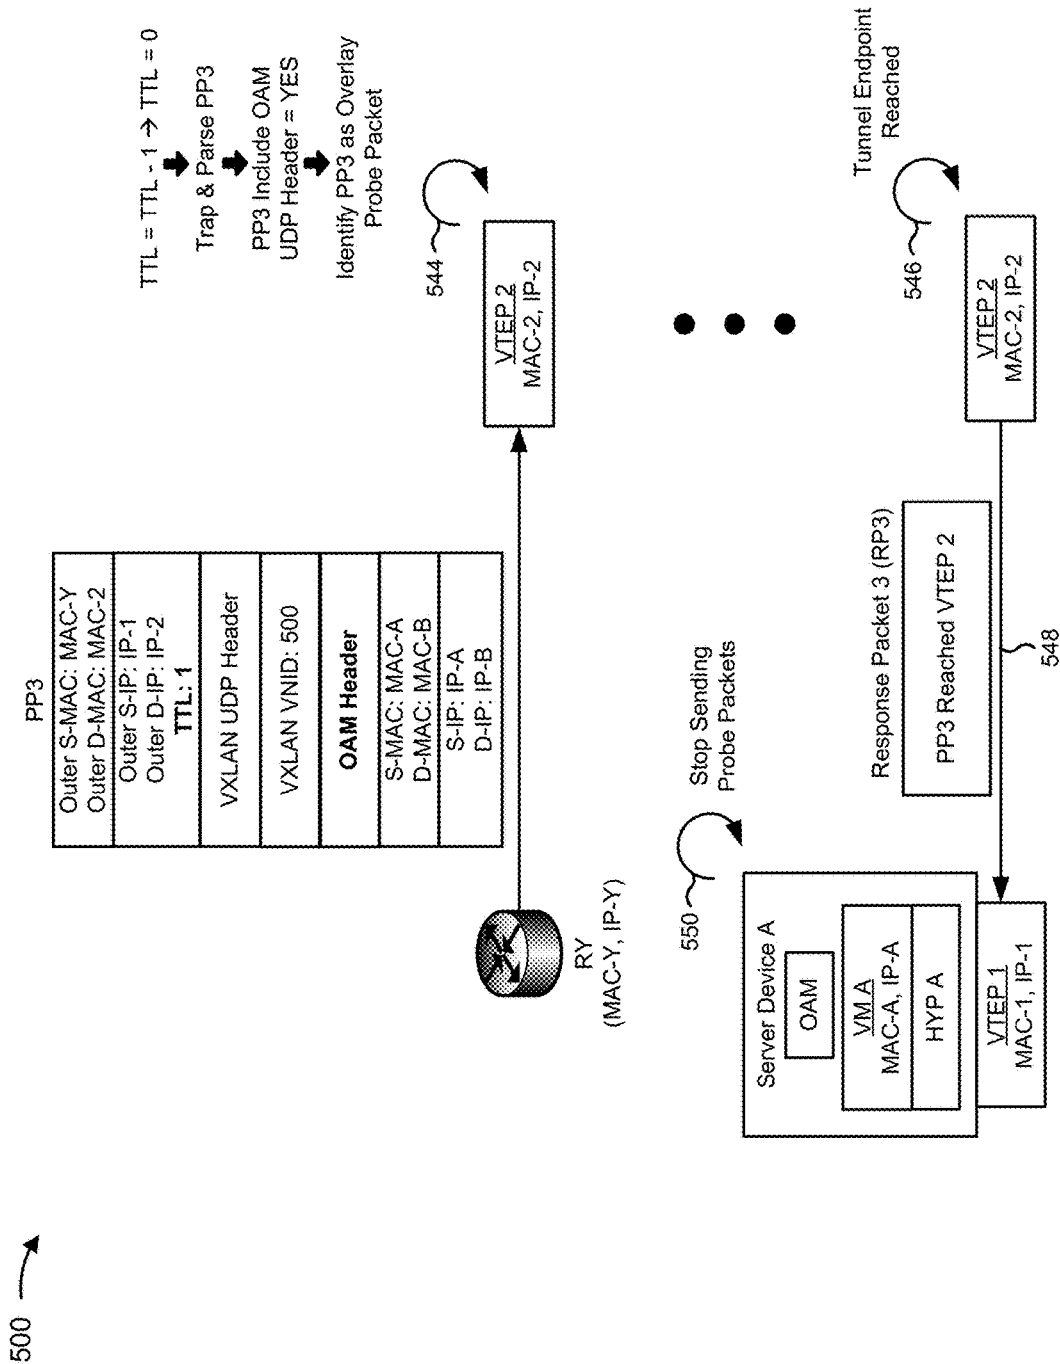 500
PP3
Outer S-MAC: MAC-Y
Outer D-MAC: MAC-2
Outer S-IP: IP-1
Outer D-IP: IP-2
TTL: 1
VXLAN UDP Header
VXLAN VNID: 500
OAM Header
S-MAC: MAC-A
D-MAC: MAC-B
S-IP: IP-A
D-IP: IP-B
TTL = TTL - 1 → TTL = 0
Trap & Parse PP3
PP3 Include OAM
UDP Header = YES
Identify PP3 as Overlay
Probe Packet
544
RY
(MAC-Y, IP-Y)
VTEP 2
MAC-2, IP-2
550
Stop Sending
Probe Packets
Server Device A
OAM
VM A
MAC-A, IP-A
HYP A
VTEP 1
MAC-1, IP-1
Response Packet 3 (RP3)
PP3 Reached VTEP 2
548
546
Tunnel Endpoint
Reached
VTEP 2
MAC-2, IP-2